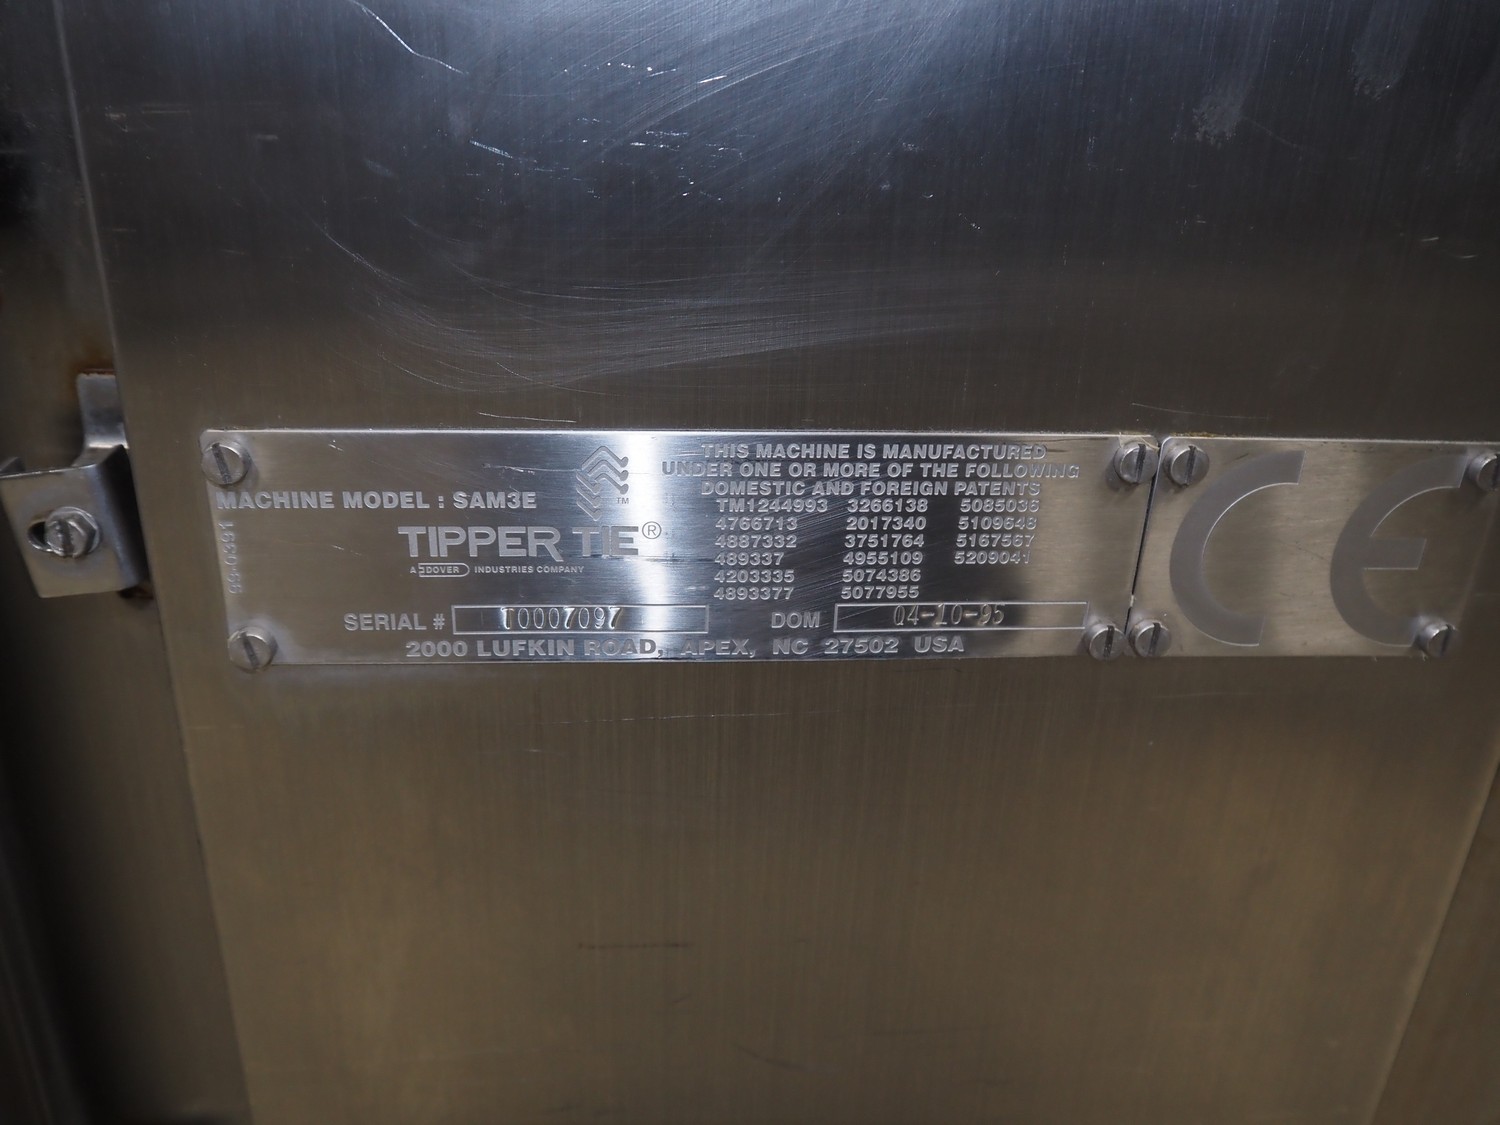 MACHINE MODEL : SAM3E
TM
TIPPER TIE®
A DOVER INDUSTRIES COMPANY
THIS MACHINE IS MANUFACTURED
UNDER ONE OR MORE OF THE FOLLOWING
DOMESTIC AND FOREIGN PATENTS
TM1244993 3266138 5085036
4766713 2017340 5109648
4887332 3751764 5167567
489337 4955109 5209041
4203335 5074386
4893377 5077955
SERIAL # T0007097 DOM 04-10-95
2000 LUFKIN ROAD, APEX, NC 27502 USA
CE